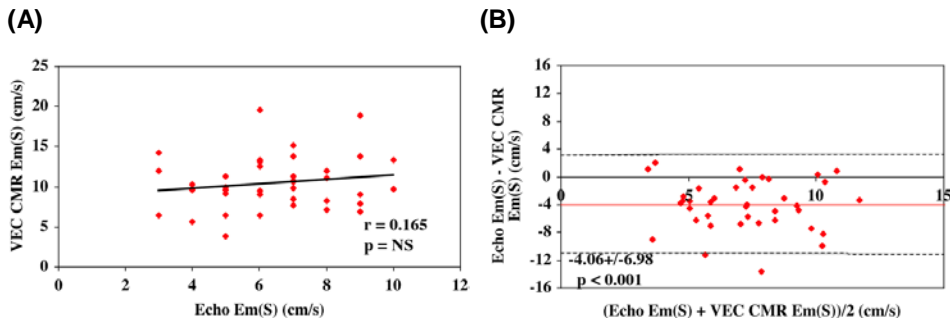 (A)
(B)
VEC CMR Em(S) (cm/s)
25
20
15
10
5
0
0
2
4
6
8
10
12
r = 0.165
p = NS
Echo Em(S) (cm/s)
Echo Em(S) - VEC CMR
Em(S) (cm/s)
16
12
8
4
0
-4
-8
-12
-16
0
5
10
15
-4.06+/-6.98
p < 0.001
(Echo Em(S) + VEC CMR Em(S))/2 (cm/s)